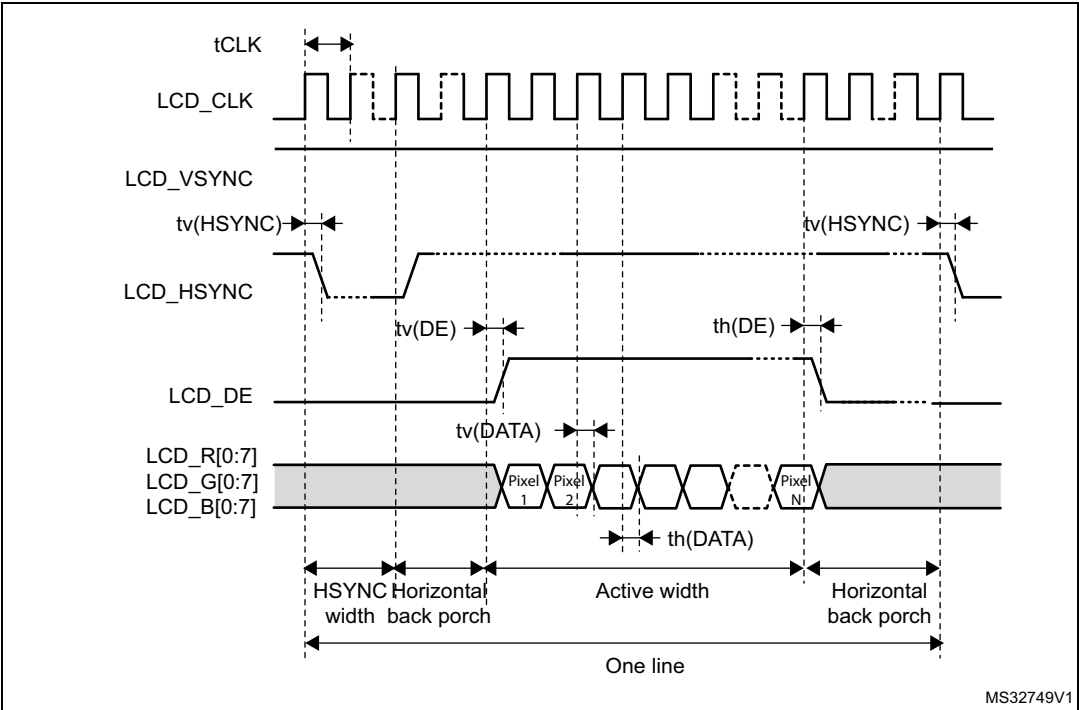 tCLK
LCD_CLK
LCD_VSYNC
tv(HSYNC)
tv(HSYNC)
LCD_HSYNC
tv(DE)
th(DE)
LCD_DE
tv(DATA)
LCD_R[0:7]
LCD_G[0:7]
LCD_B[0:7]
Pixel
1
Pixel
2
Pixel
N
th(DATA)
HSYNC
width
Horizontal
back porch
Active width
Horizontal
back porch
One line
MS32749V1